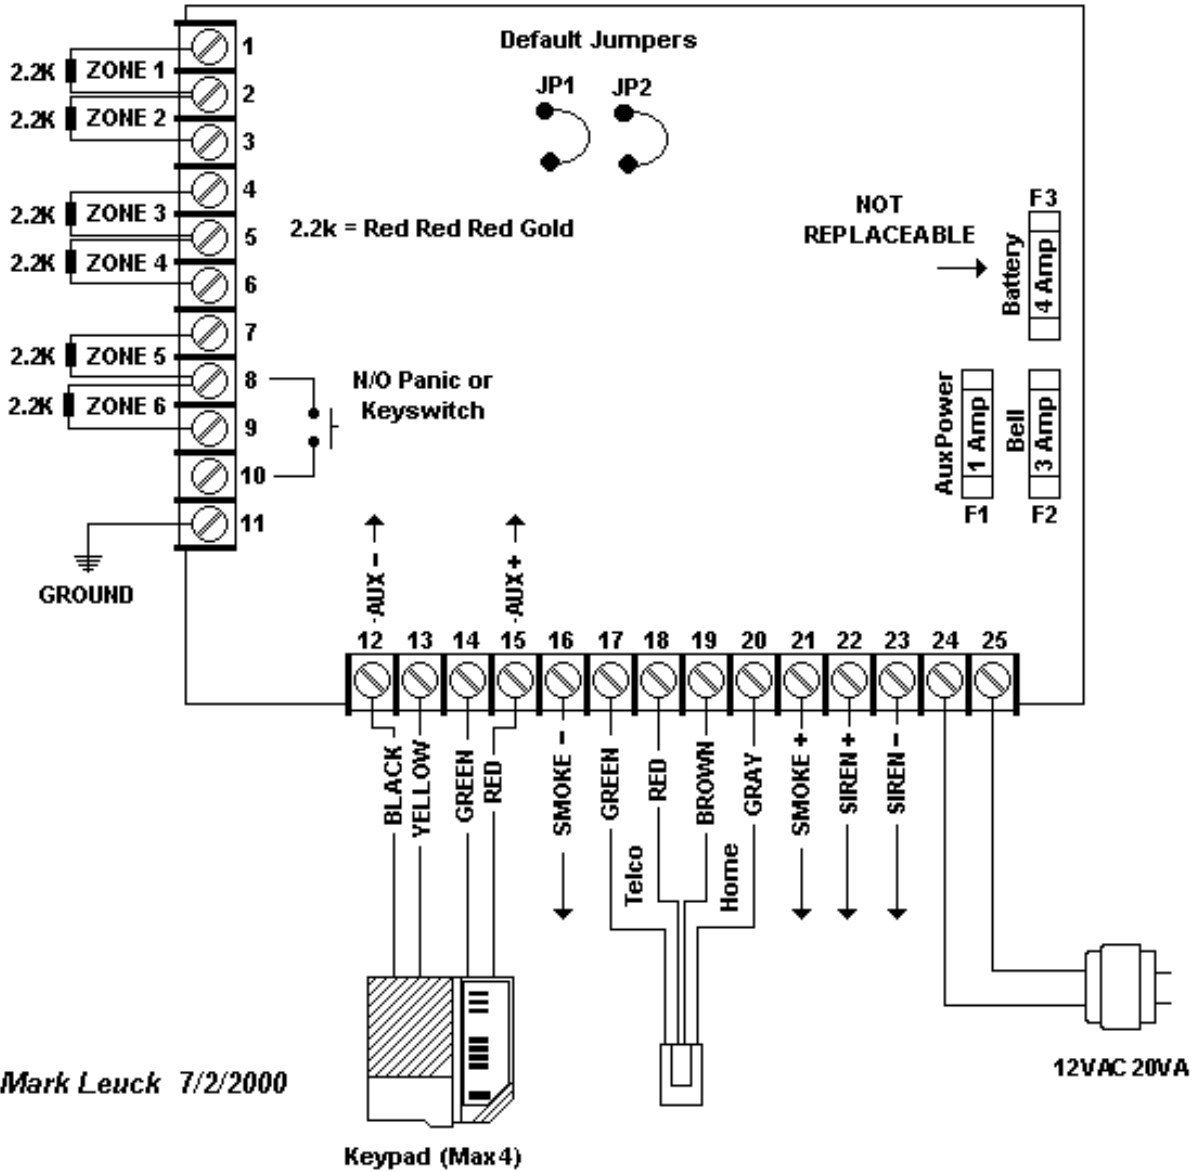 Default Jumpers
JP1 JP2
1
2.2K ZONE 1
2
2.2K ZONE 2
3
4
2.2K ZONE 3
5
2.2K ZONE 4
6
2.2k = Red Red Red Gold
NOT
REPLACEABLE
F3
Battery
4 Amp
7
2.2K ZONE 5
8
2.2K ZONE 6
9
10
11
N/O Panic or
Keyswitch
AuxPower
1 Amp
F1
Bell
3 Amp
F2
GROUND
AUX -
AUX +
12 13 14 15 16 17 18 19 20 21 22 23 24 25
BLACK
YELLOW
GREEN
RED
SMOKE -
GREEN
RED
BROWN
GRAY
SMOKE +
SIREN +
SIREN -
Telco
Home
12VAC 20VA
Mark Leuck 7/2/2000
Keypad (Max 4)